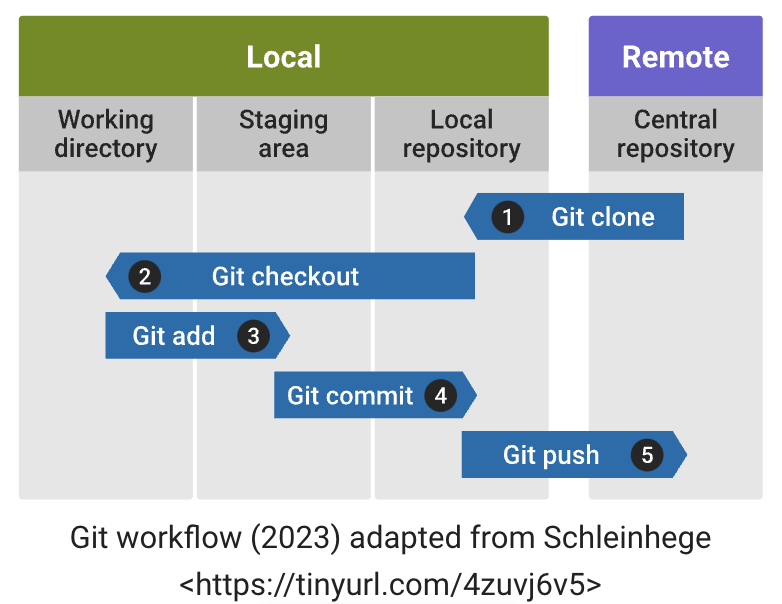 Local
Remote
Working
directory
Staging
area
Local
repository
Central
repository
1 Git clone
2 Git checkout
Git add 3
Git commit 4
Git push 5
Git workflow (2023) adapted from Schleinhege
<https://tinyurl.com/4zuvj6v5>